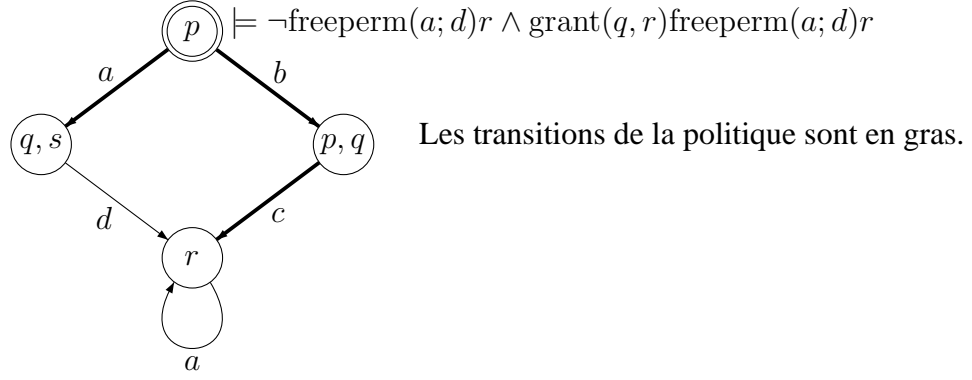 p ⊨ ¬freeperm(a; d)r ∧ grant(q, r)freeperm(a; d)r
a b
q, s p, q Les transitions de la politique sont en gras.
d c
r
a